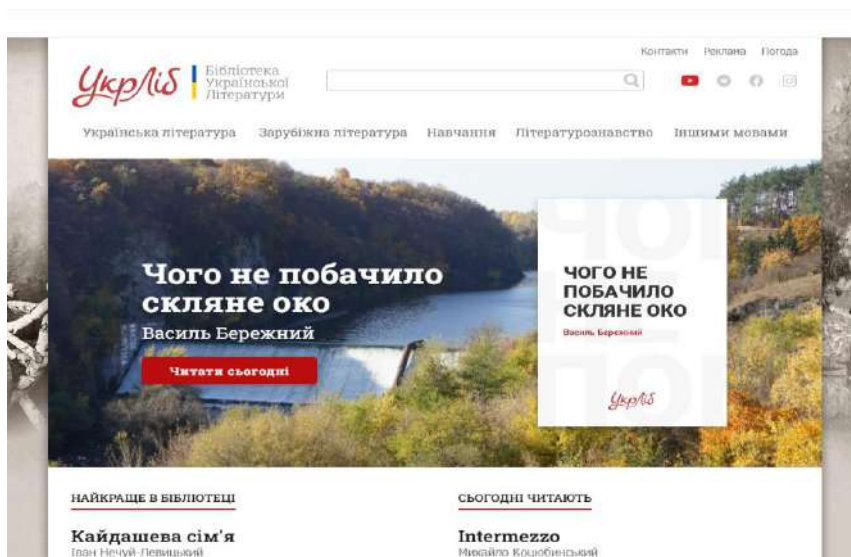 Контакти Реклама Погода
УкрЛіб
Бібліотека
Української
Літератури
Українська література Зарубіжна література Навчання Літературознавство Іншими мовами
Чого не побачило
скляне око
Василь Бережний
Читати сьогодні
ЧОГО НЕ
ПОБАЧИЛО
СКЛЯНЕ ОКО
Василь Бережний
УкрЛіб
НАЙКРАЩЕ В БІБЛІОТЕЦІ
Кайдашева сім'я
Іван Нечуй-Левицький
СЬОГОДНІ ЧИТАЮТЬ
Intermezzo
Михайло Коцюбинський